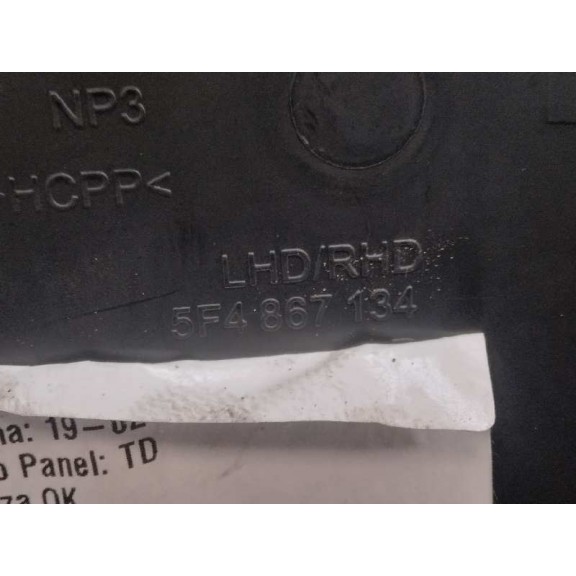 NP3
>HCPP<
LHD/RHD
5F4 867 134
19-02
Panel: TD
OK